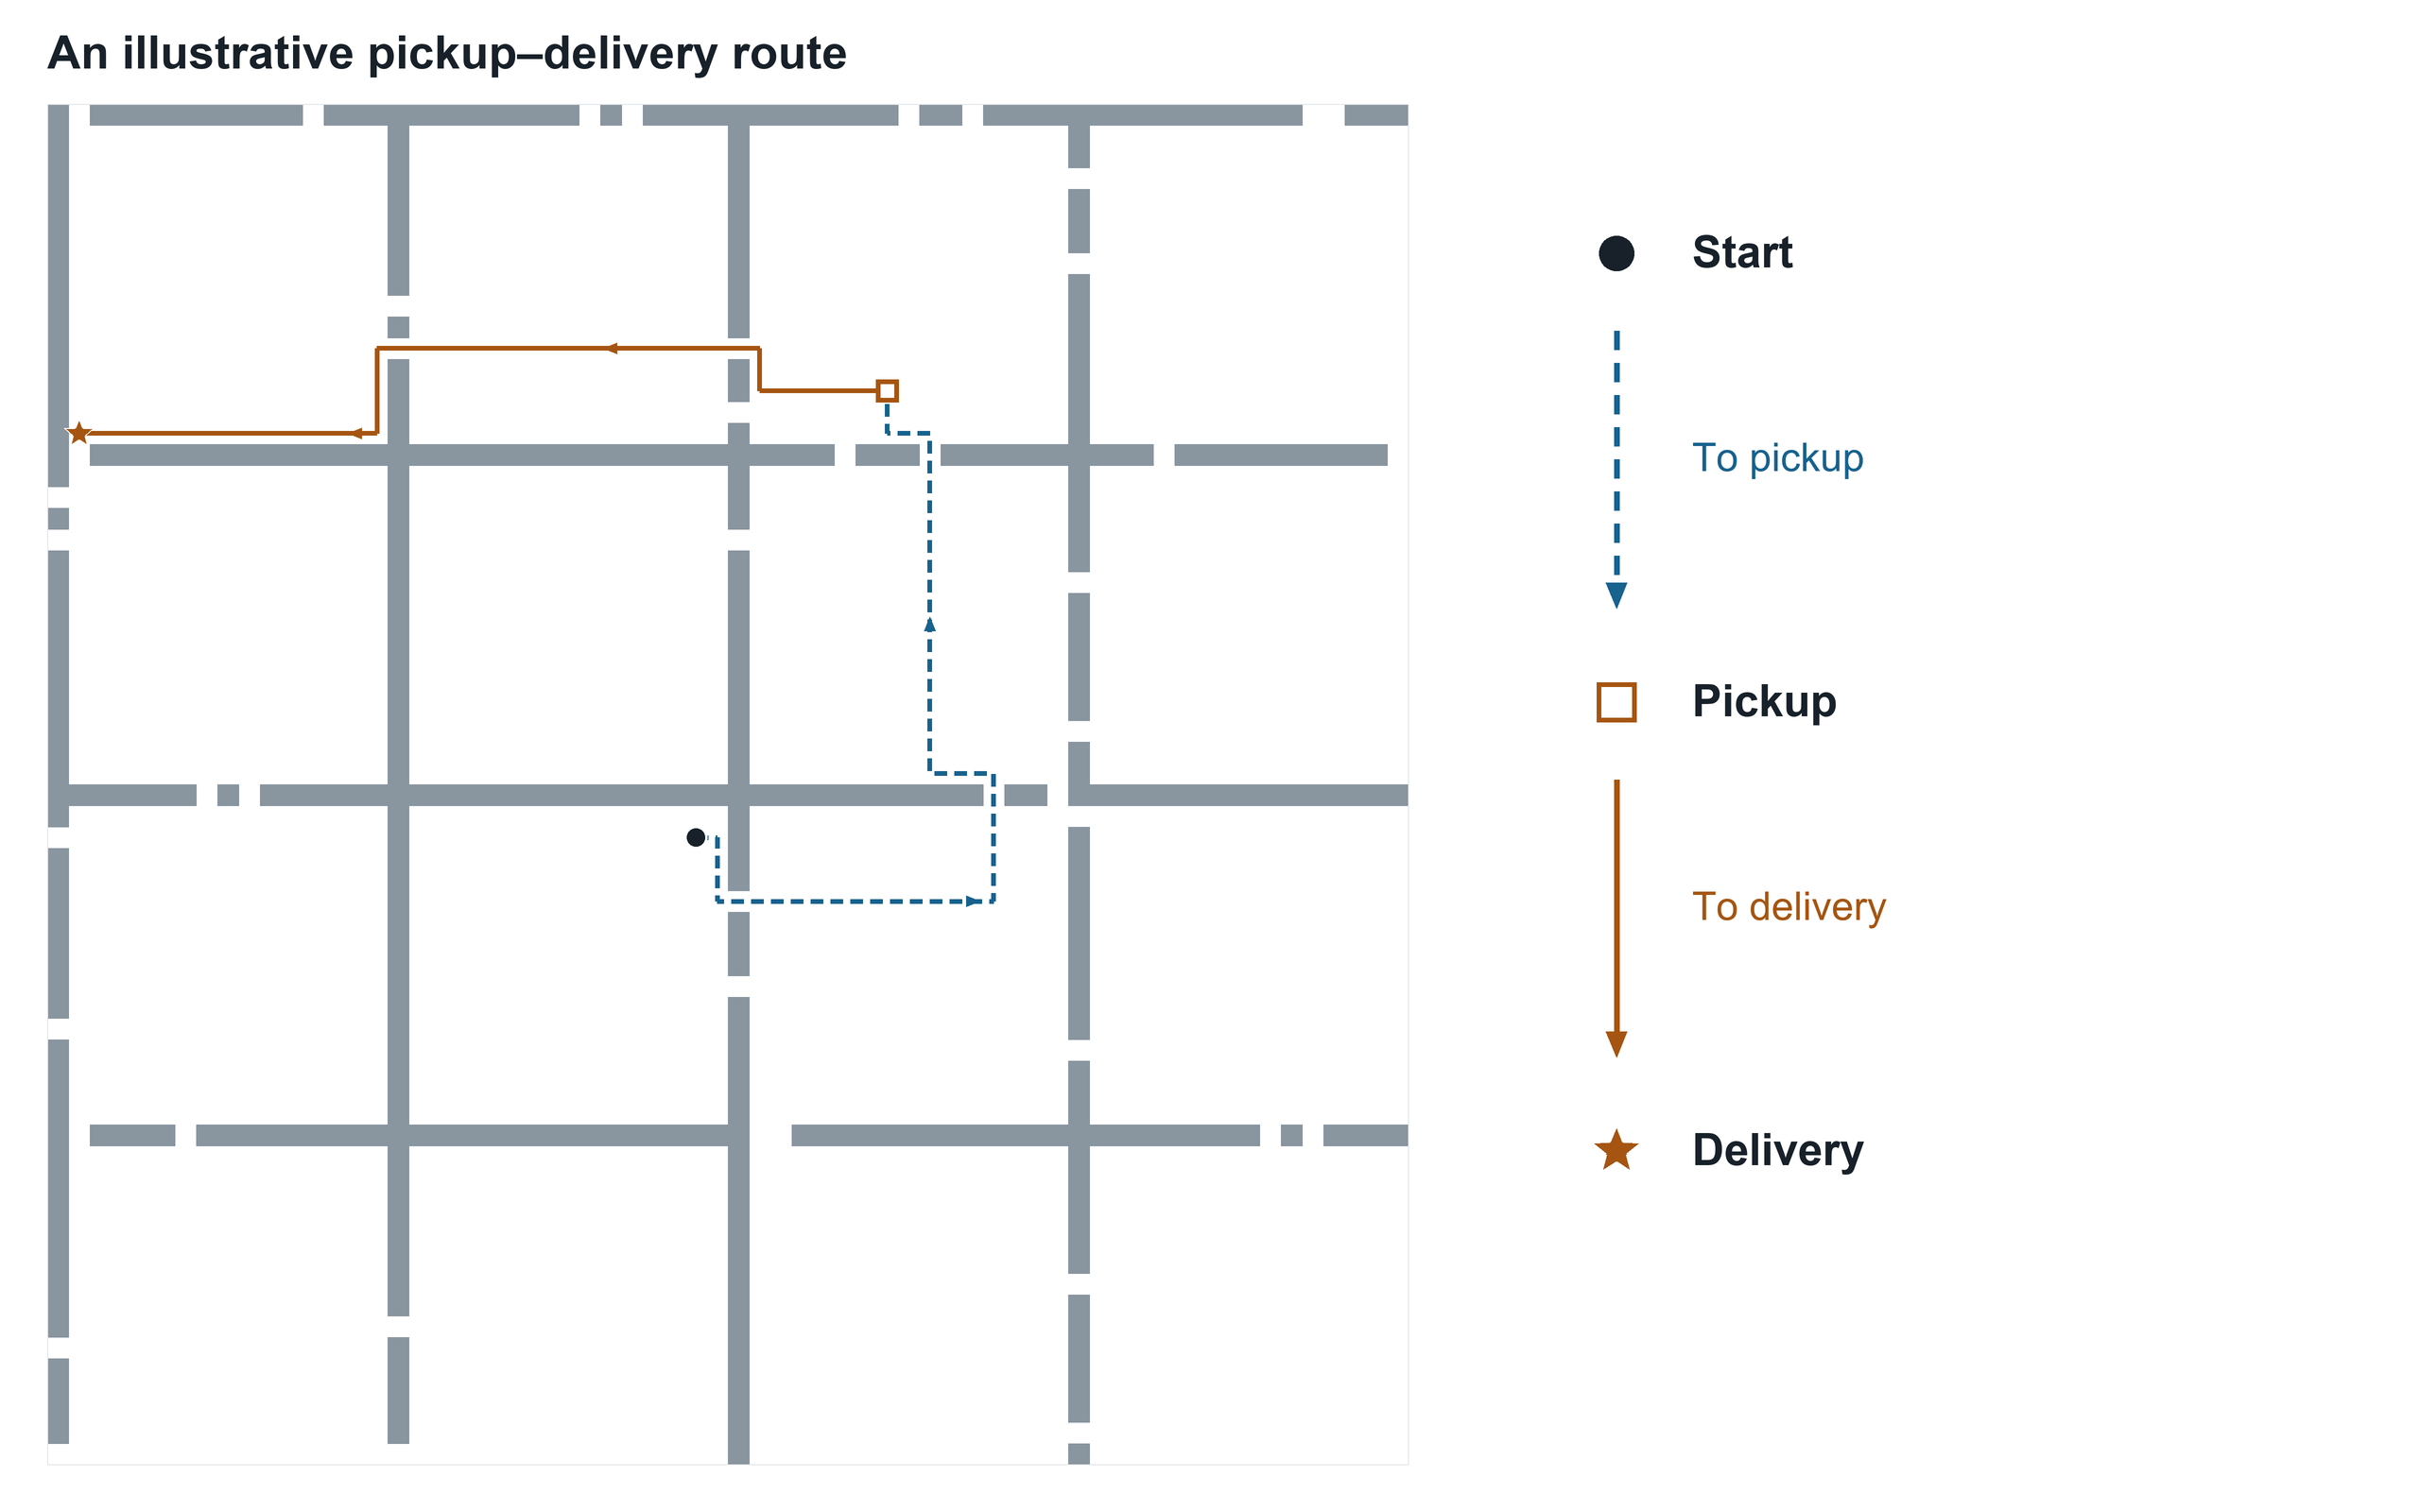 An illustrative pickup–delivery route
Start
To pickup
Pickup
To delivery
Delivery